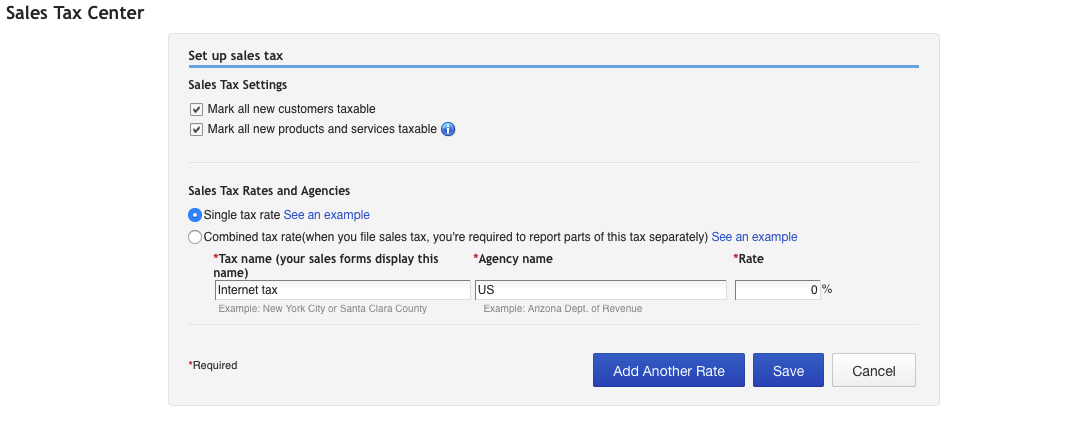 Sales Tax Center
Set up sales tax
Sales Tax Settings
Mark all new customers taxable
Mark all new products and services taxable
Sales Tax Rates and Agencies
Single tax rate See an example
Combined tax rate(when you file sales tax, you're required to report parts of this tax separately) See an example
*Tax name (your sales forms display this name)
*Agency name
*Rate
Internet tax
US
0 %
Example: New York City or Santa Clara County
Example: Arizona Dept. of Revenue
*Required
Add Another Rate
Save
Cancel